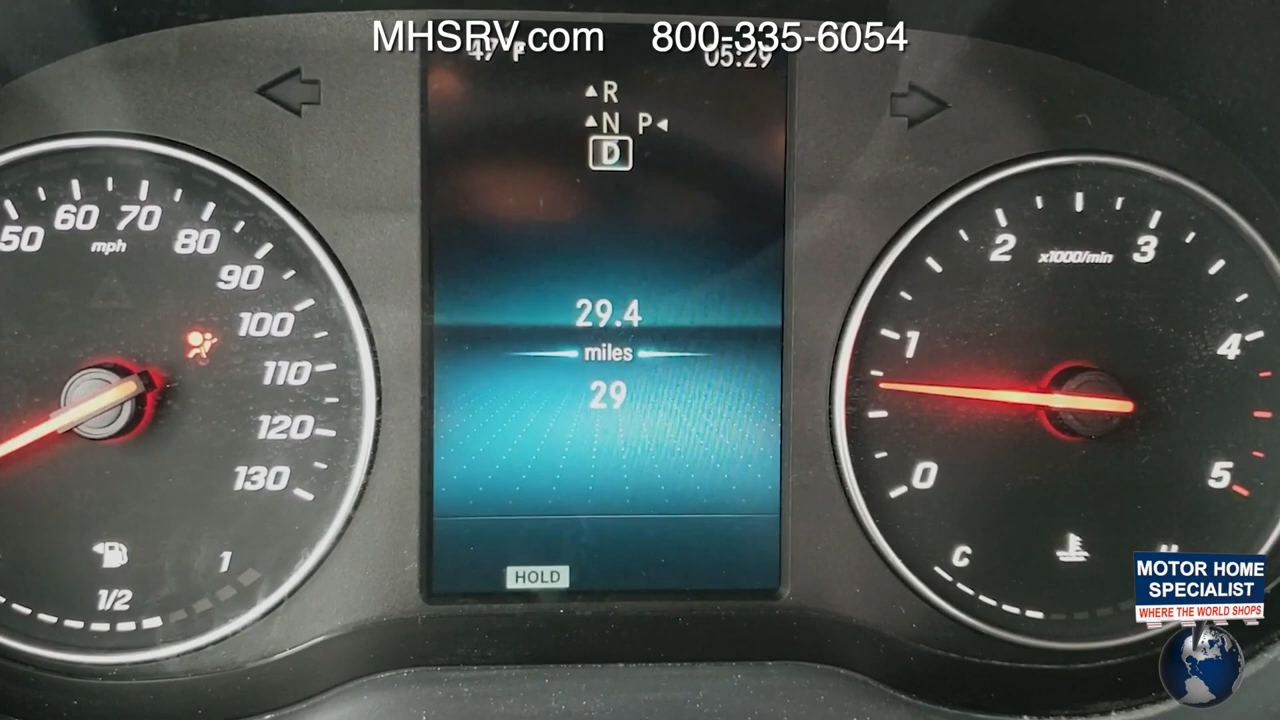 MHSRV.com 800-335-6054
47°F 05:29
R
N P
D
50 60 70 80 90 100 110 120 130
mph
1/2 1
29.4
miles
29
HOLD
0 1 2 3 4 5
x1000/min
C
MOTOR HOME
SPECIALIST
WHERE THE WORLD SHOPS